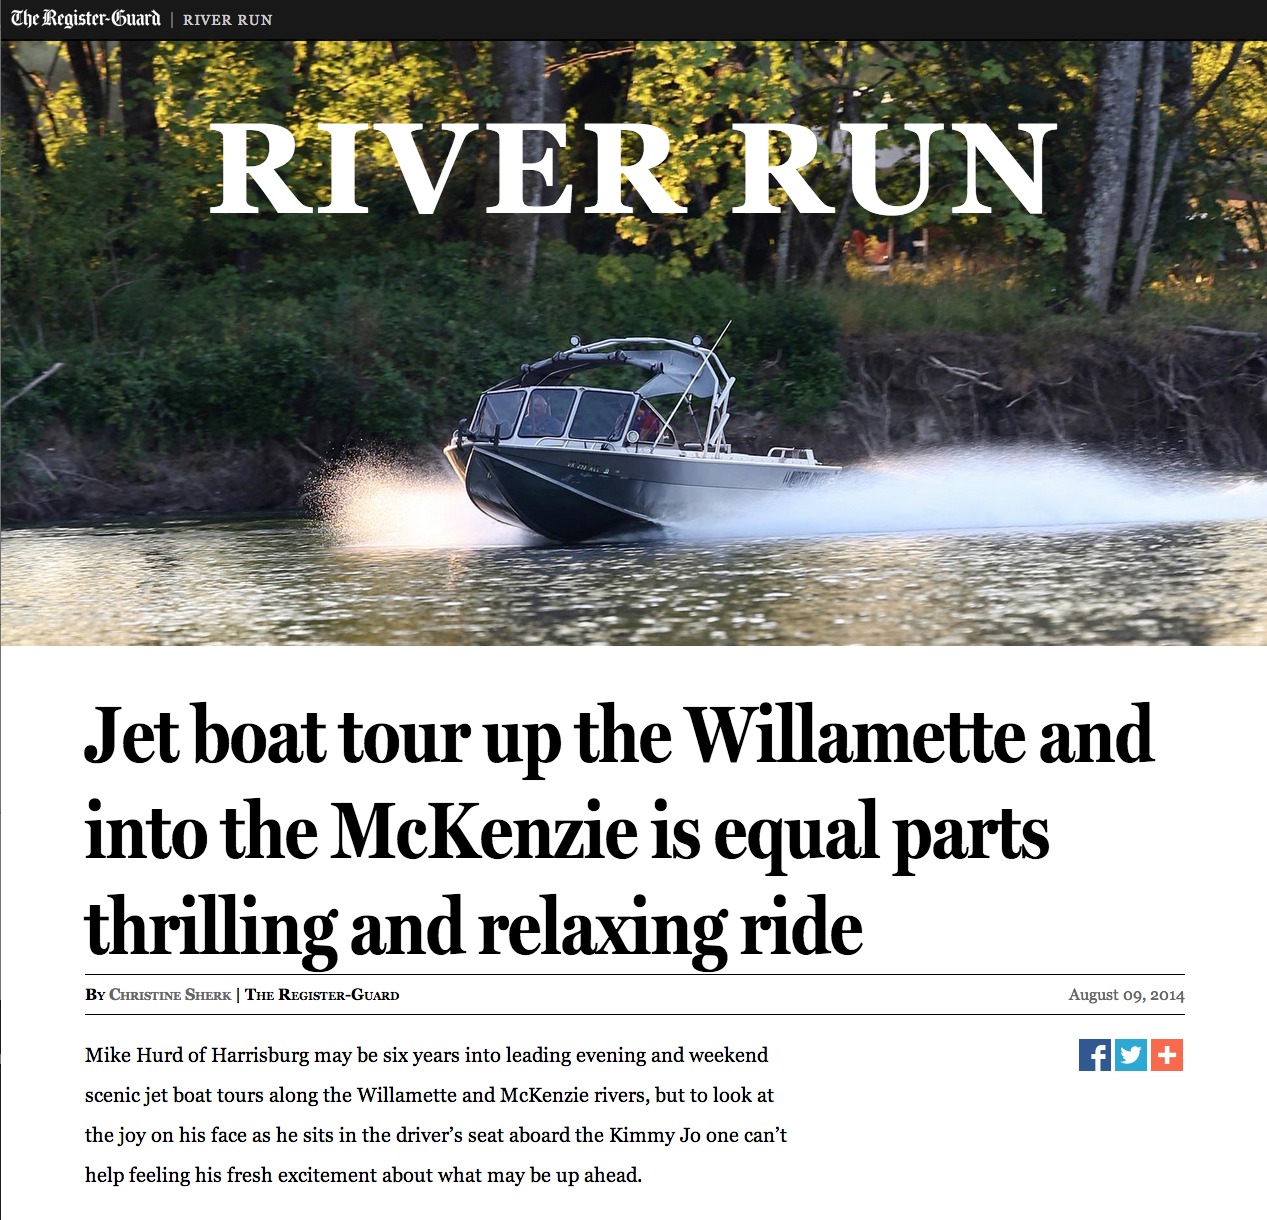 The Register-Guard | RIVER RUN
RIVER RUN
Jet boat tour up the Willamette and
into the McKenzie is equal parts
thrilling and relaxing ride
By Christine Sherk | The Register-Guard
August 09, 2014
Mike Hurd of Harrisburg may be six years into leading evening and weekend
scenic jet boat tours along the Willamette and McKenzie rivers, but to look at
the joy on his face as he sits in the driver's seat aboard the Kimmy Jo one can't
help feeling his fresh excitement about what may be up ahead.